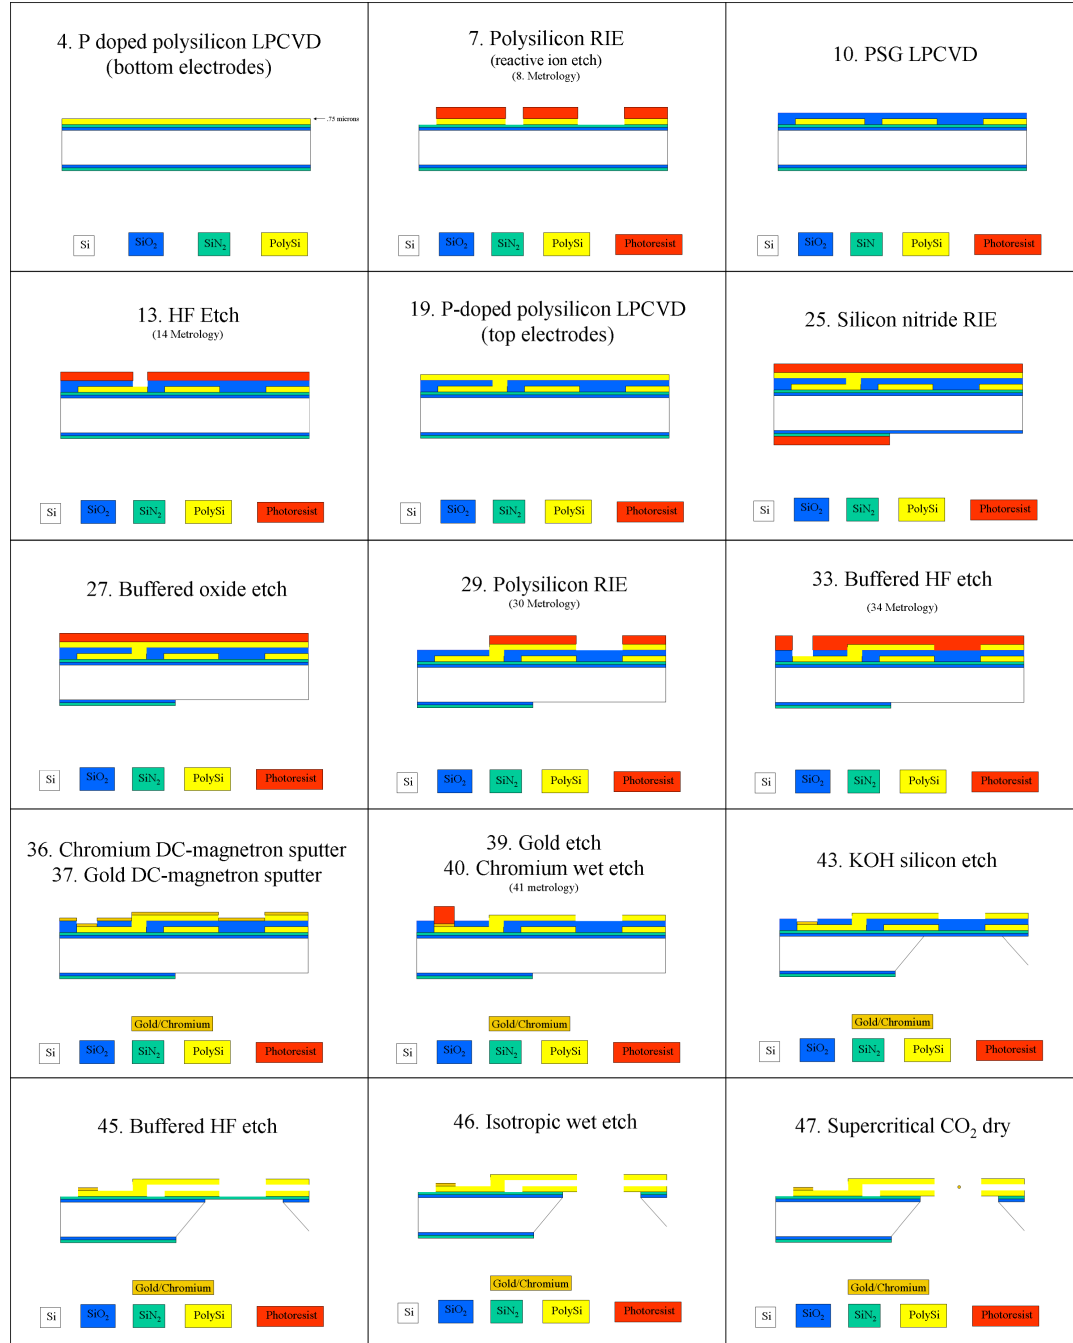 4. P doped polysilicon LPCVD
(bottom electrodes)
.75 microns
Si SiO₂ SiN₂ PolySi
7. Polysilicon RIE
(reactive ion etch)
(8. Metrology)
Si SiO₂ SiN₂ PolySi Photoresist
10. PSG LPCVD
Si SiO₂ SiN PolySi Photoresist
13. HF Etch
(14 Metrology)
Si SiO₂ SiN₂ PolySi Photoresist
19. P-doped polysilicon LPCVD
(top electrodes)
Si SiO₂ SiN₂ PolySi Photoresist
25. Silicon nitride RIE
Si SiO₂ SiN₂ PolySi Photoresist
27. Buffered oxide etch
Si SiO₂ SiN₂ PolySi Photoresist
29. Polysilicon RIE
(30 Metrology)
Si SiO₂ SiN₂ PolySi Photoresist
33. Buffered HF etch
(34 Metrology)
Si SiO₂ SiN₂ PolySi Photoresist
36. Chromium DC-magnetron sputter
37. Gold DC-magnetron sputter
Gold/Chromium
Si SiO₂ SiN₂ PolySi Photoresist
39. Gold etch
40. Chromium wet etch
(41 metrology)
Gold/Chromium
Si SiO₂ SiN₂ PolySi Photoresist
43. KOH silicon etch
Gold/Chromium
Si SiO₂ SiN₂ PolySi Photoresist
45. Buffered HF etch
Gold/Chromium
Si SiO₂ SiN₂ PolySi Photoresist
46. Isotropic wet etch
Gold/Chromium
Si SiO₂ SiN₂ PolySi Photoresist
47. Supercritical CO₂ dry
Gold/Chromium
Si SiO₂ SiN₂ PolySi Photoresist